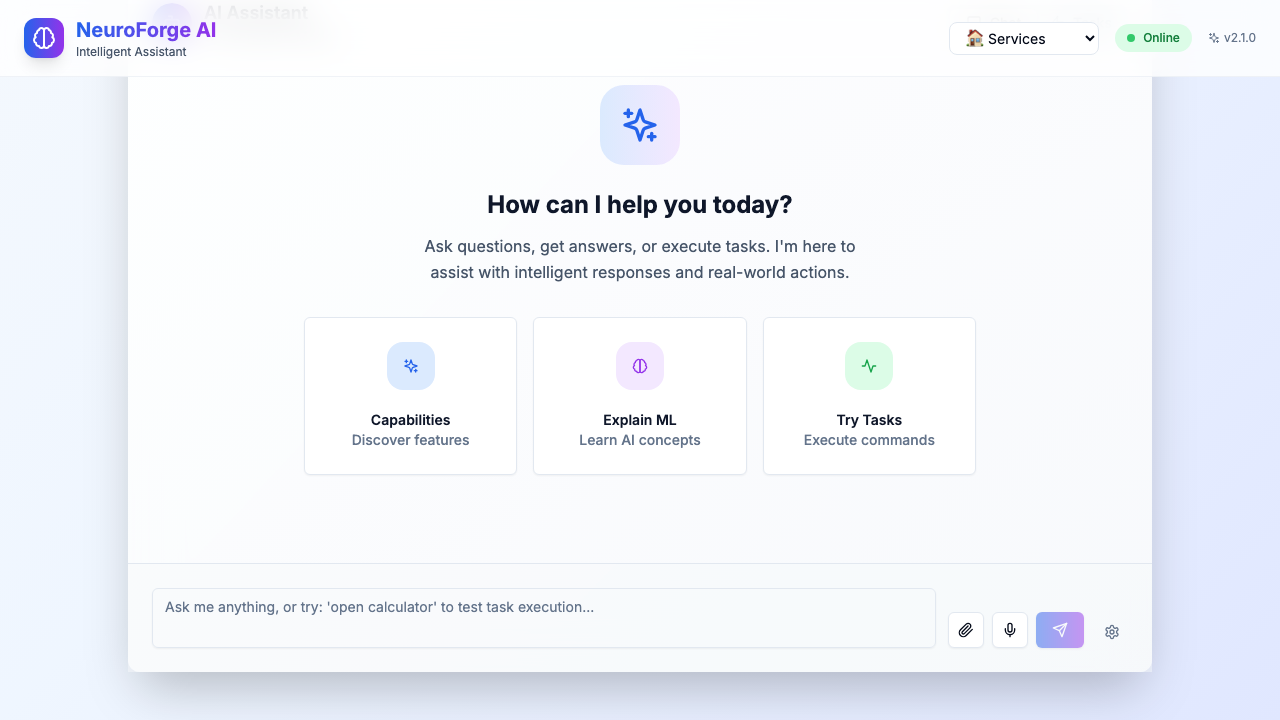 AI Assistant
NeuroForge AI
Intelligent Assistant
🏠 Services
Online
v2.1.0
How can I help you today?
Ask questions, get answers, or execute tasks. I'm here to
assist with intelligent responses and real-world actions.
Capabilities
Discover features
Explain ML
Learn AI concepts
Try Tasks
Execute commands
Ask me anything, or try: 'open calculator' to test task execution...